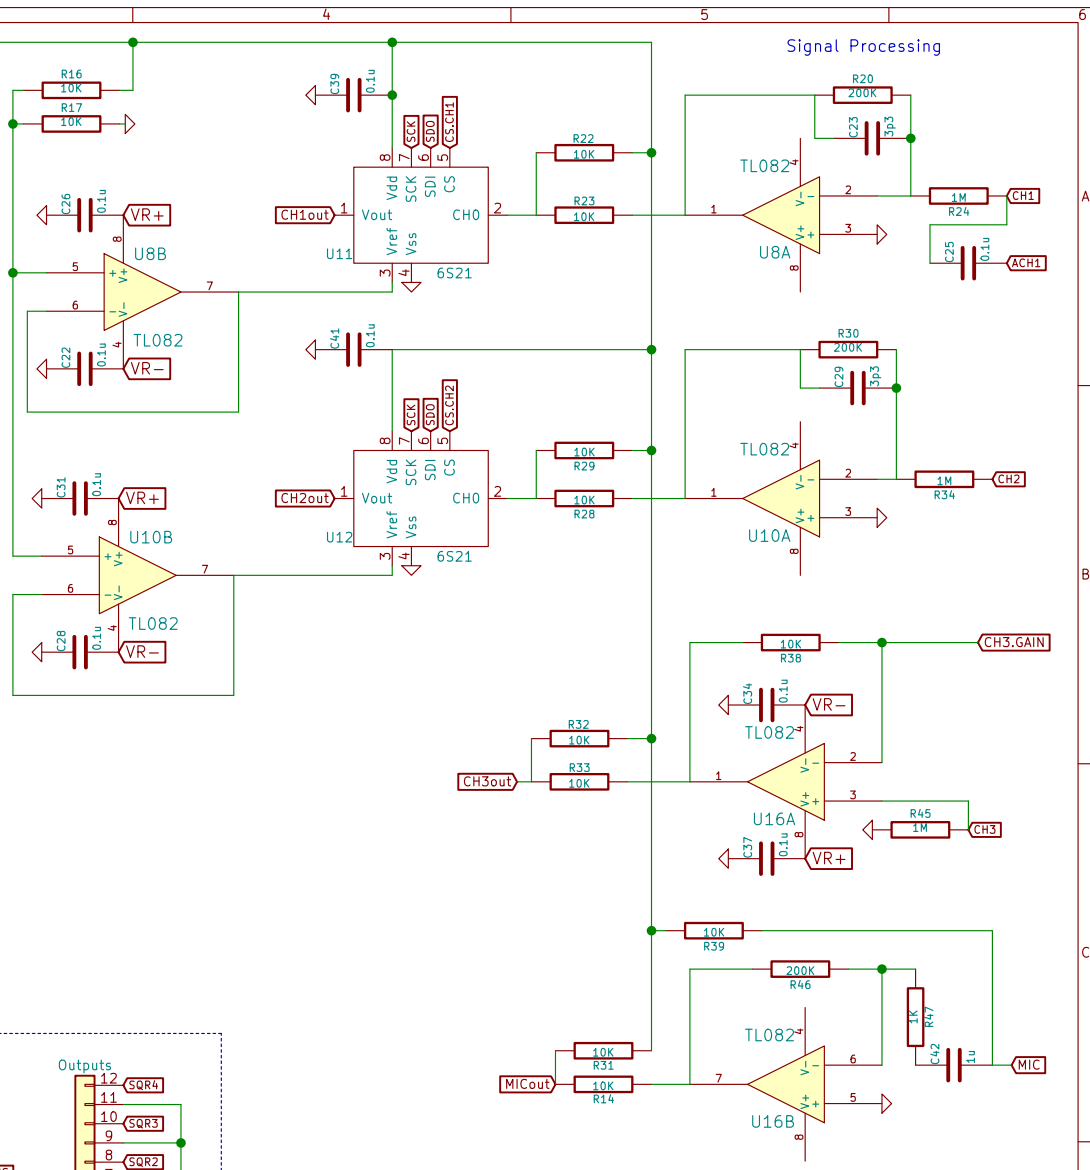 4
5
6
Signal Processing
R16
10K
R17
10K
C39
0.1u
SCK
SDO
CS.CH1
8
7
6
5
Vdd
SCK
SDI
CS
CH1out
1
Vout
CH0
2
Vref
Vss
U11
3
4
6S21
R22
10K
R23
10K
R20
200K
C23
3p3
TL082
4
V-
-
2
1
V+
+
3
U8A
8
1M
R24
CH1
C25
0.1u
ACH1
A
C26
0.1u
VR+
8
U8B
5
+
V+
7
6
-
V-
4
TL082
C22
0.1u
VR-
C41
0.1u
SCK
SDO
CS.CH2
8
7
6
5
Vdd
SCK
SDI
CS
CH2out
1
Vout
CH0
2
Vref
Vss
U12
3
4
6S21
10K
R29
10K
R28
R30
200K
C29
3p3
TL082
4
V-
-
2
1
V+
+
3
U10A
8
1M
R34
CH2
B
C31
0.1u
VR+
8
U10B
5
+
V+
7
6
-
V-
4
TL082
C28
0.1u
VR-
10K
R38
CH3.GAIN
C34
0.1u
VR-
TL082
4
V-
-
2
1
V+
+
3
U16A
8
C37
0.1u
VR+
R32
10K
R33
10K
CH3out
R45
1M
CH3
10K
R39
C
200K
R46
1K
R47
C42
1u
MIC
TL082
4
V-
-
6
7
V+
+
5
U16B
8
10K
R31
10K
R14
MICout
Outputs
12
SQR4
11
10
SQR3
9
8
SQR2